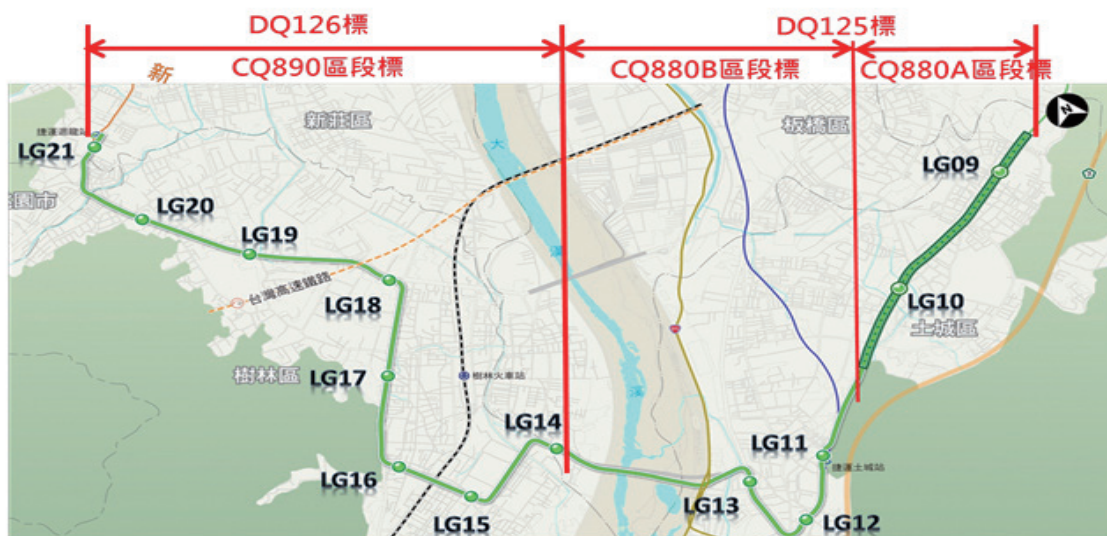 DQ126標
DQ125標
CQ890區段標
CQ880B區段標
CQ880A區段標
新
新莊區
大
板橋區
N
捷運迴龍站
LG21
LG09
桃園市
LG20
LG19
漢
台灣高速鐵路
LG18
LG10
土城區
樹林區
LG17
樹林火車站
溪
LG14
LG11
捷運土城站
LG16
LG15
LG13
LG12